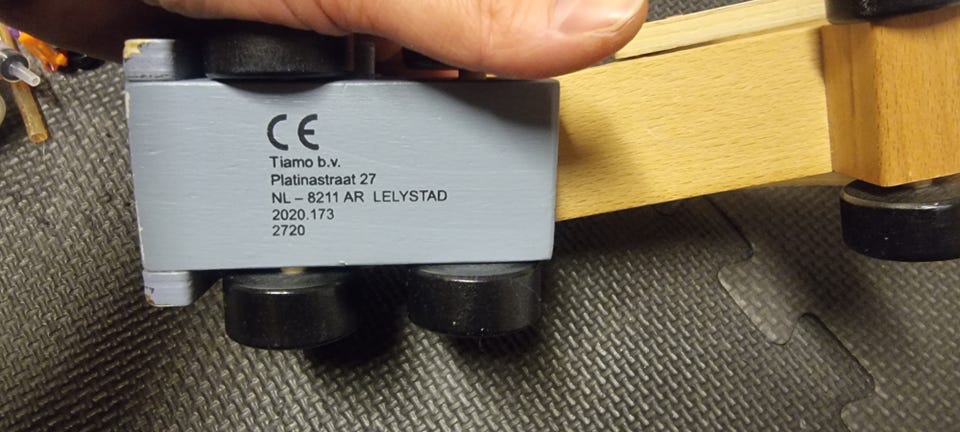 CE
Tiamo b.v.
Platinastraat 27
NL – 8211 AR LELYSTAD
2020.173
2720